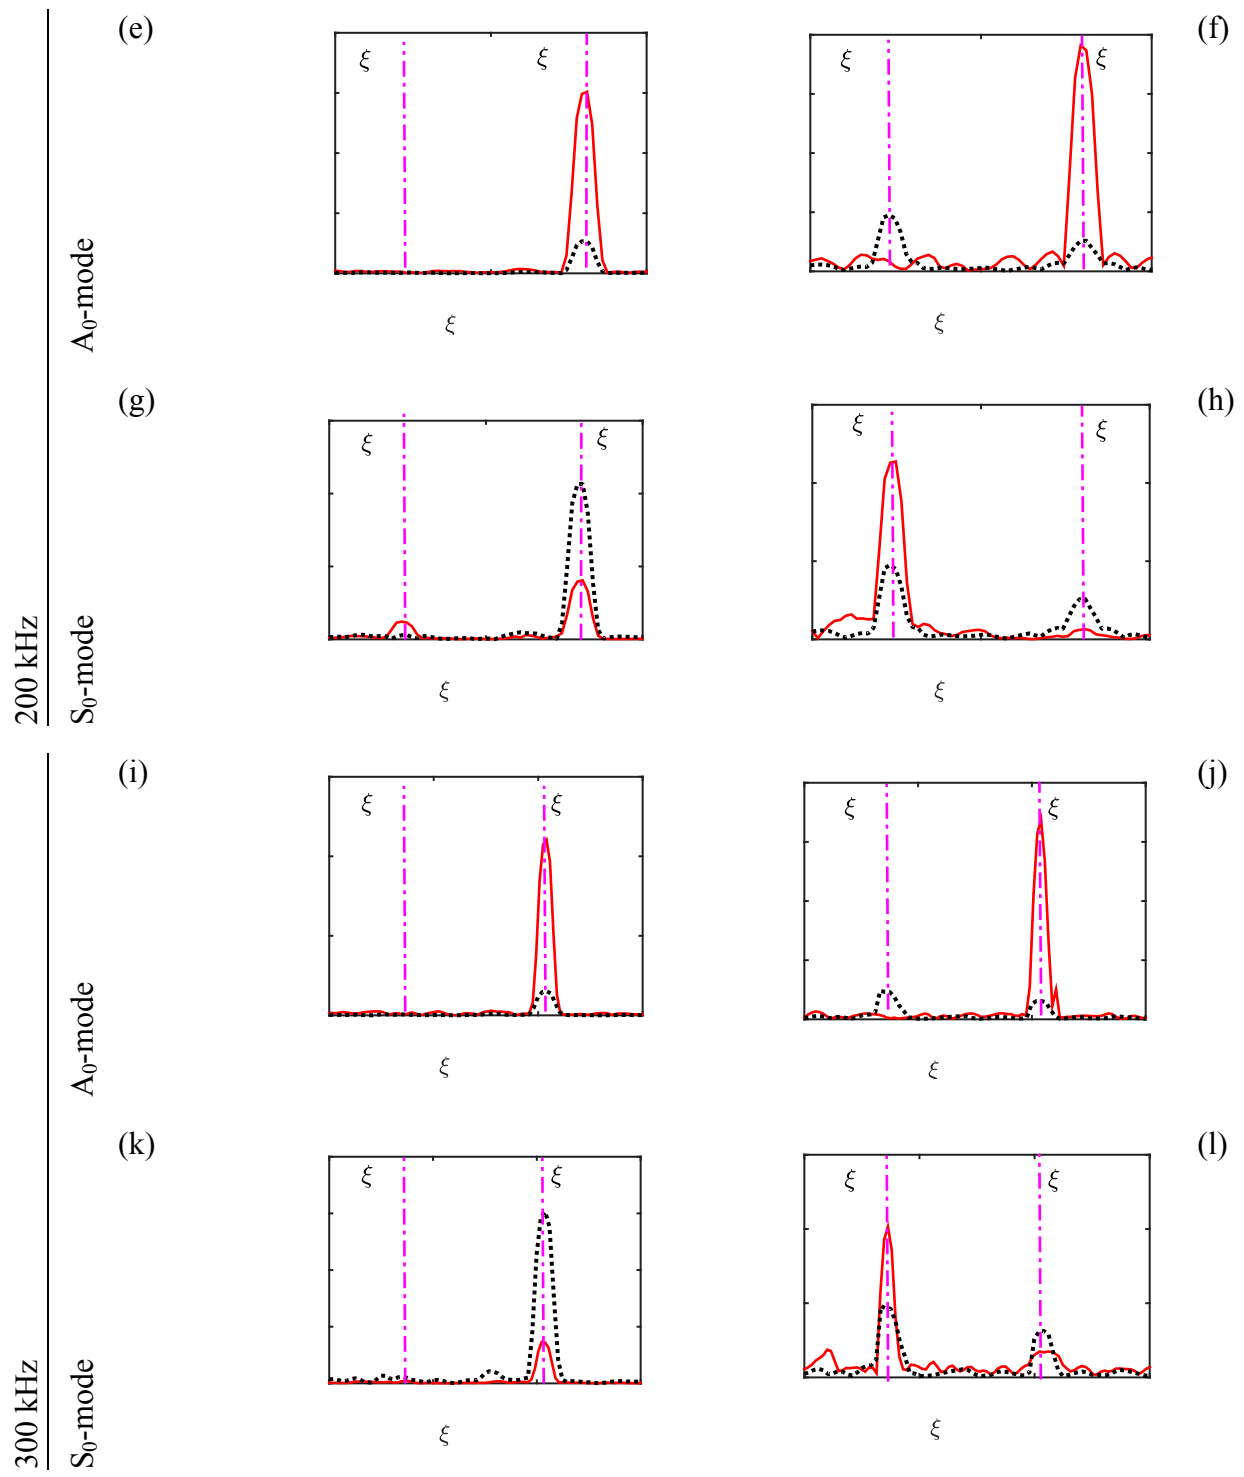 (e)
ξ ξ
ξ
(f)
ξ ξ
ξ
A₀-mode
(g)
ξ ξ
ξ
(h)
ξ ξ
ξ
S₀-mode
200 kHz
(i)
ξ ξ
ξ
(j)
ξ ξ
ξ
A₀-mode
(k)
ξ ξ
ξ
(l)
ξ ξ
ξ
S₀-mode
300 kHz